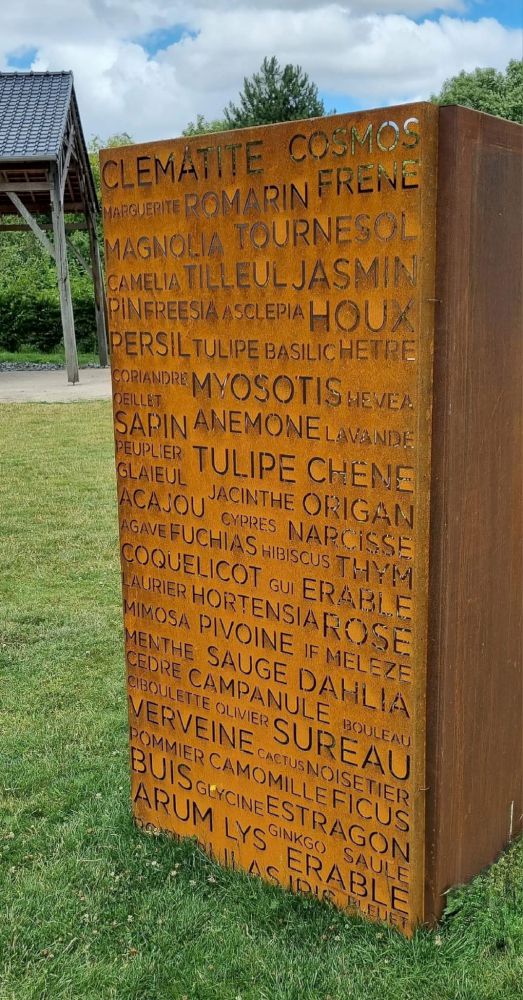 CLEMATITE COSMOS
MARGUERITE ROMARIN FRENE
MAGNOLIA TOURNESOL
CAMELIA TILLEUL JASMIN
PIN FREESIA ASCLEPIA HOUX
PERSIL TULIPE BASILIC HETRE
CORIANDRE MYOSOTIS HEVEA
OEILLET
SAPIN ANEMONE LAVANDE
PEUPLIER TULIPE CHENE
GLAIEUL JACINTHE ORIGAN
ACAJOU CYPRES NARCISSE
AGAVE FUCHSIAS HIBISCUS THYM
COQUELICOT GUI ERABLE
LAURIER HORTENSIA ROSE
MIMOSA PIVOINE IF MELEZE
MENTHE SAUGE DAHLIA
CEDRE CAMPANULE
CIBOULETTE OLIVIER BOULEAU
VERVEINE SUREAU
POMMIER CAMOMILLE CACTUS NOISETIER
BUIS GLYCINE ESTRAGON FICUS
ARUM LYS GINKGO SAULE
LILAS IRIS ERABLE BLEUET